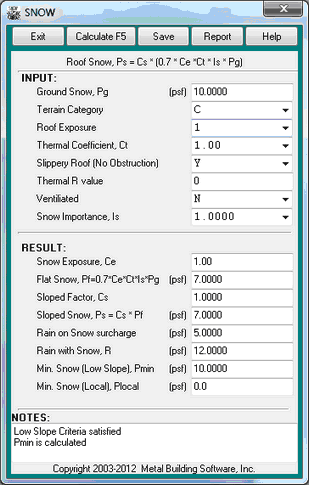 SNOW
Exit Calculate F5 Save Report Help
Roof Snow, Ps = Cs * (0.7 * Ce *Ct * Is * Pg)
INPUT:
Ground Snow, Pg (psf) 10.0000
Terrain Category C
Roof Exposure 1
Thermal Coefficient, Ct 1.00
Slippery Roof (No Obstruction) Y
Thermal R value 0
Ventiliated N
Snow Importance, Is 1.0000
RESULT:
Snow Exposure, Ce 1.00
Flat Snow, Pf=0.7*Ce*Ct*Is*Pg (psf) 7.0000
Sloped Factor, Cs 1.0000
Sloped Snow, Ps = Cs * Pf (psf) 7.0000
Rain on Snow surcharge (psf) 5.0000
Rain with Snow, R (psf) 12.0000
Min. Snow (Low Slope), Pmin (psf) 10.0000
Min. Snow (Local), Plocal (psf) 0.0
NOTES:
Low Slope Criteria satisfied
Pmin is calculated
Copyright 2003-2012 Metal Building Software, Inc.